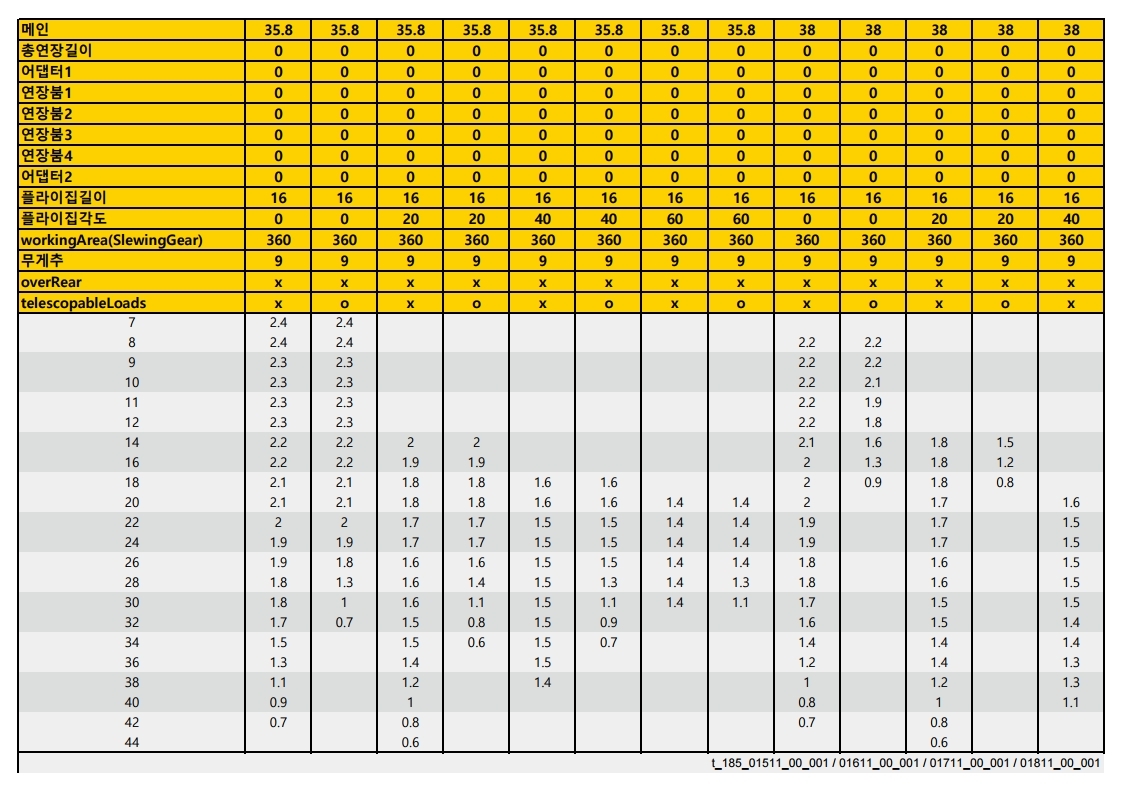 메인 35.8 35.8 35.8 35.8 35.8 35.8 35.8 35.8 38 38 38 38 38
총연장길이 0 0 0 0 0 0 0 0 0 0 0 0 0
어댑터1 0 0 0 0 0 0 0 0 0 0 0 0 0
연장붐1 0 0 0 0 0 0 0 0 0 0 0 0 0
연장붐2 0 0 0 0 0 0 0 0 0 0 0 0 0
연장붐3 0 0 0 0 0 0 0 0 0 0 0 0 0
연장붐4 0 0 0 0 0 0 0 0 0 0 0 0 0
어댑터2 0 0 0 0 0 0 0 0 0 0 0 0 0
플라이집길이 16 16 16 16 16 16 16 16 16 16 16 16 16
플라이집각도 0 0 20 20 40 40 60 60 0 0 20 20 40
workingArea(SlewingGear) 360 360 360 360 360 360 360 360 360 360 360 360 360
무게추 9 9 9 9 9 9 9 9 9 9 9 9 9
overRear x x x x x x x x x x x x x
telescopableLoads x o x o x o x o x o x o x
7 2.4 2.4
8 2.4 2.4 2.2 2.2
9 2.3 2.3 2.2 2.2
10 2.3 2.3 2.2 2.1
11 2.3 2.3 2.2 1.9
12 2.3 2.3 2.2 1.8
14 2.2 2.2 2 2 2.1 1.6 1.8 1.5
16 2.2 2.2 1.9 1.9 2 1.3 1.8 1.2
18 2.1 2.1 1.8 1.8 1.6 1.6 2 0.9 1.8 0.8
20 2.1 2.1 1.8 1.8 1.6 1.6 1.4 1.4 2 1.7 1.6
22 2 2 1.7 1.7 1.5 1.5 1.4 1.4 1.9 1.7 1.5
24 1.9 1.9 1.7 1.7 1.5 1.5 1.4 1.4 1.9 1.7 1.5
26 1.9 1.8 1.6 1.6 1.5 1.5 1.4 1.4 1.8 1.6 1.5
28 1.8 1.3 1.6 1.4 1.5 1.3 1.4 1.3 1.8 1.6 1.5
30 1.8 1 1.6 1.1 1.5 1.1 1.4 1.1 1.7 1.5 1.5
32 1.7 0.7 1.5 0.8 1.5 0.9 1.6 1.5 1.4
34 1.5 1.5 0.6 1.5 0.7 1.4 1.4 1.4
36 1.3 1.4 1.5 1.2 1.4 1.3
38 1.1 1.2 1.4 1 1.2 1.3
40 0.9 1 0.8 1 1.1
42 0.7 0.8 0.7 0.8
44 0.6 0.6
t_185_01511_00_001 / 01611_00_001 / 01711_00_001 / 01811_00_001